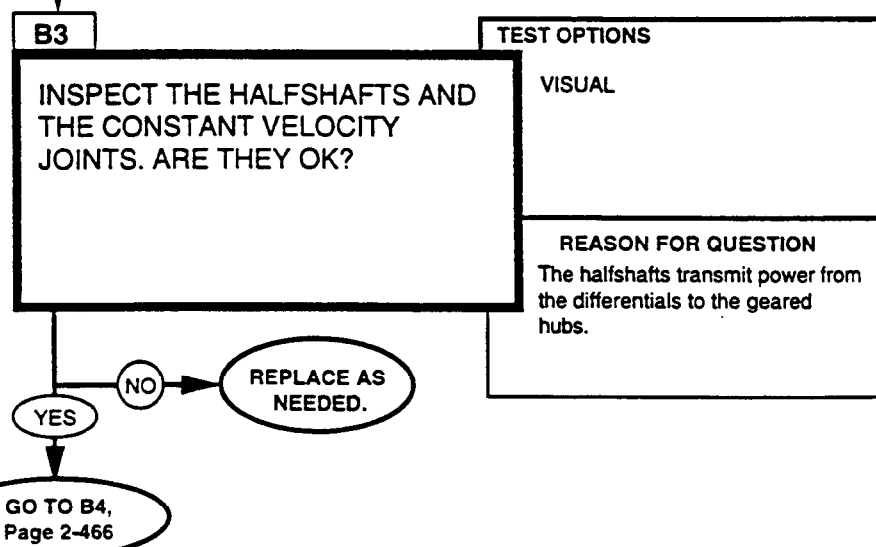 B3
INSPECT THE HALFSHAFTS AND
THE CONSTANT VELOCITY
JOINTS. ARE THEY OK?
TEST OPTIONS
VISUAL
REASON FOR QUESTION
The halfshafts transmit power from
the differentials to the geared
hubs.
NO
REPLACE AS
NEEDED.
YES
GO TO B4,
Page 2-466